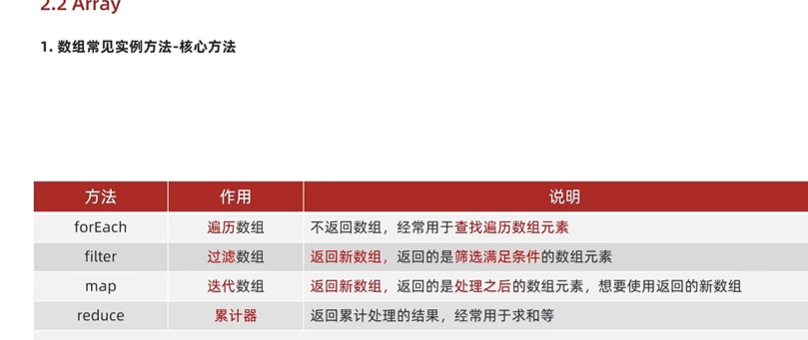 2.2 Array
1. 数组常见实例方法-核心方法
方法 作用 说明
forEach 遍历数组 不返回数组，经常用于查找遍历数组元素
filter 过滤数组 返回新数组，返回的是筛选满足条件的数组元素
map 迭代数组 返回新数组，返回的是处理之后的数组元素，想要使用返回的新数组
reduce 累计器 返回累计处理的结果，经常用于求和等